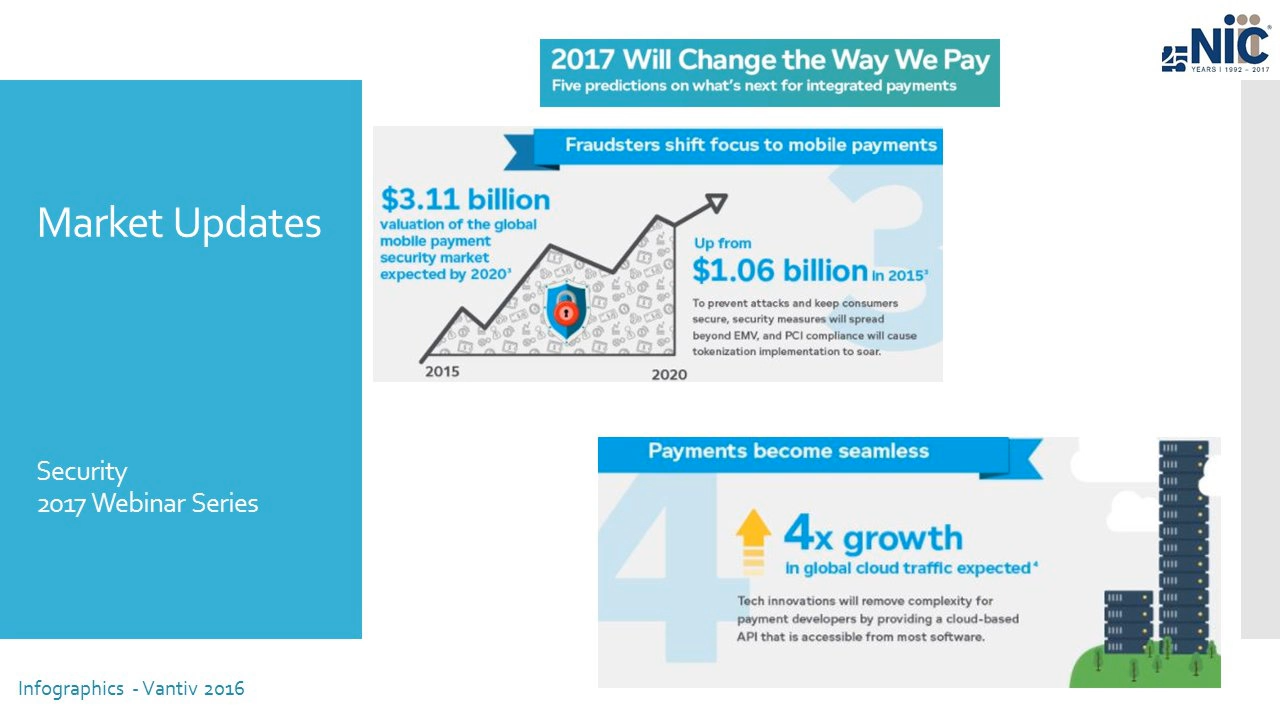 NIC
25 YEARS | 1992 - 2017
2017 Will Change the Way We Pay
Five predictions on what's next for integrated payments
Market Updates
Security
2017 Webinar Series
Fraudsters shift focus to mobile payments
3
$3.11 billion
valuation of the global
mobile payment
security market
expected by 2020³
Up from
$1.06 billion in 2015³
To prevent attacks and keep consumers
secure, security measures will spread
beyond EMV, and PCI compliance will cause
tokenization implementation to soar.
2015
2020
Payments become seamless
4
4x growth
in global cloud traffic expected⁴
Tech innovations will remove complexity for
payment developers by providing a cloud-based
API that is accessible from most software.
Infographics - Vantiv 2016